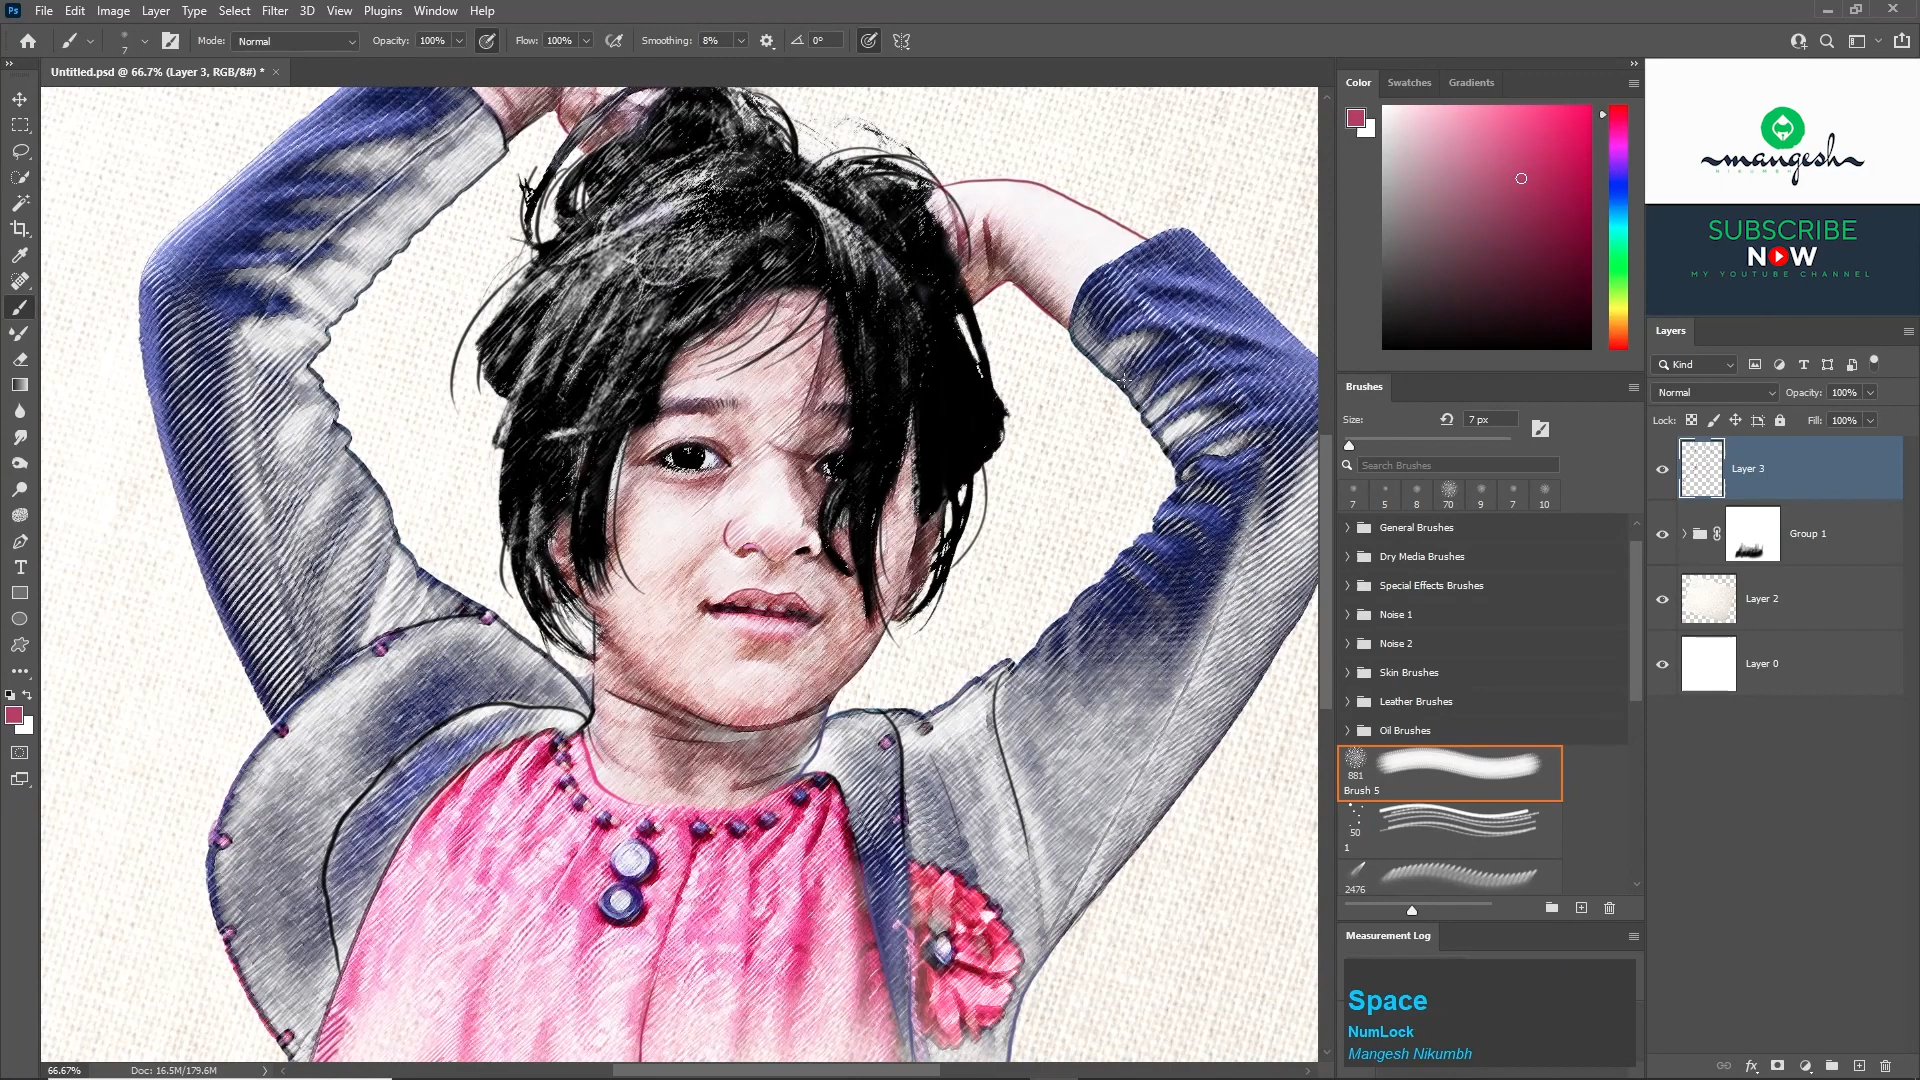 Ps File Edit Image Layer Type Select Filter 3D View Plugins Window Help
7 Mode: Normal Opacity: 100% Flow: 100% Smoothing: 8% 0°
Untitled.psd @ 66.7% (Layer 3, RGB/8#) * ×
Color Swatches Gradients
mangesh
SUBSCRIBE
NOW
MY YOUTUBE CHANNEL
Layers
Kind
Normal Opacity: 100%
Lock: Fill: 100%
Layer 3
Group 1
Layer 2
Layer 0
Brushes
Size: 7 px
Search Brushes
7 5 8 70 9 7 10
General Brushes
Dry Media Brushes
Special Effects Brushes
Noise 1
Noise 2
Skin Brushes
Leather Brushes
Oil Brushes
881
Brush 5
50
1
2476
Measurement Log
Space
NumLock
Mangesh Nikumbh
T
fx
66.67% Doc: 16.5M/179.6M